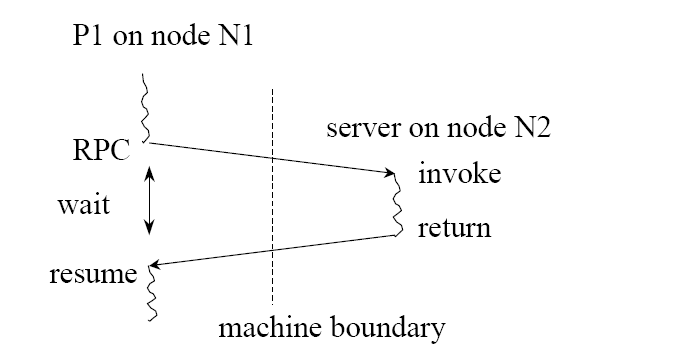 P1 on node N1
server on node N2
RPC
invoke
wait
return
resume
machine boundary